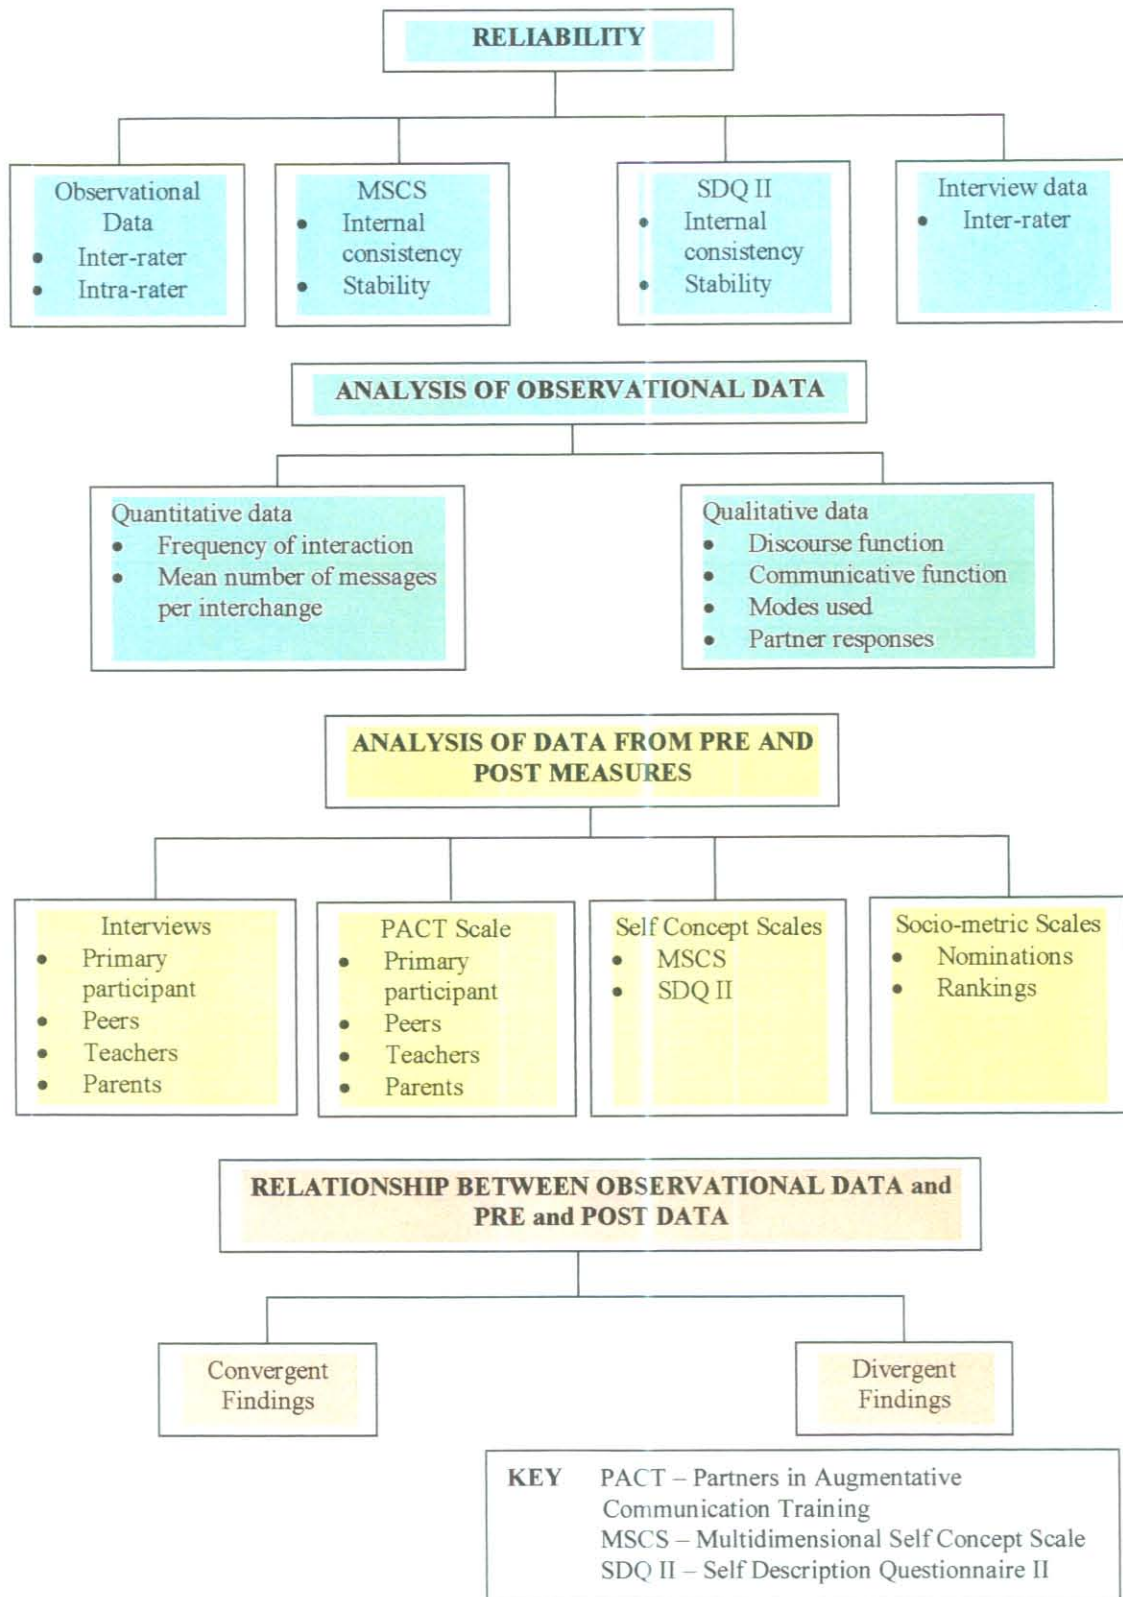 RELIABILITY
Observational
Data
• Inter-rater
• Intra-rater
MSCS
• Internal
consistency
• Stability
SDQ II
• Internal
consistency
• Stability
Interview data
• Inter-rater
ANALYSIS OF OBSERVATIONAL DATA
Quantitative data
• Frequency of interaction
• Mean number of messages
per interchange
Qualitative data
• Discourse function
• Communicative function
• Modes used
• Partner responses
ANALYSIS OF DATA FROM PRE AND
POST MEASURES
Interviews
• Primary
participant
• Peers
• Teachers
• Parents
PACT Scale
• Primary
participant
• Peers
• Teachers
• Parents
Self Concept Scales
• MSCS
• SDQ II
Socio-metric Scales
• Nominations
• Rankings
RELATIONSHIP BETWEEN OBSERVATIONAL DATA and
PRE and POST DATA
Convergent
Findings
Divergent
Findings
KEY PACT – Partners in Augmentative
Communication Training
MSCS – Multidimensional Self Concept Scale
SDQ II – Self Description Questionnaire II